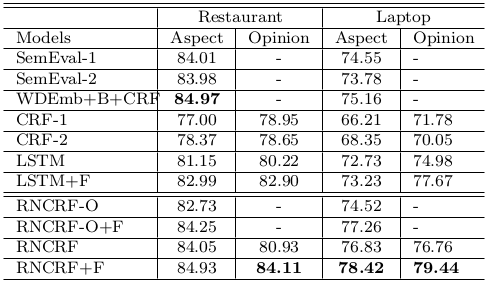 Restaurant Laptop
Models Aspect Opinion Aspect Opinion
SemEval-1 84.01 - 74.55 -
SemEval-2 83.98 - 73.78 -
WDEmb+B+CRF 84.97 - 75.16 -
CRF-1 77.00 78.95 66.21 71.78
CRF-2 78.37 78.65 68.35 70.05
LSTM 81.15 80.22 72.73 74.98
LSTM+F 82.99 82.90 73.23 77.67
RNCRF-O 82.73 - 74.52 -
RNCRF-O+F 84.25 - 77.26 -
RNCRF 84.05 80.93 76.83 76.76
RNCRF+F 84.93 84.11 78.42 79.44